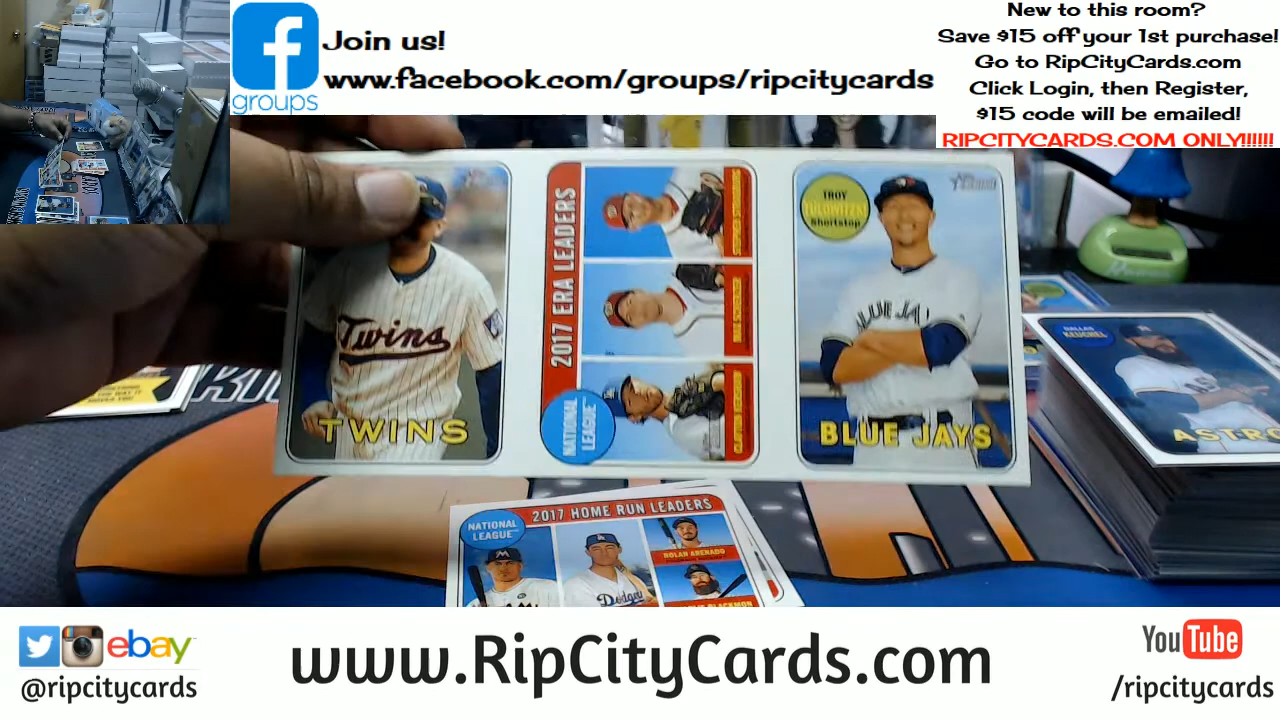 Join us!
www.facebook.com/groups/ripcitycards
groups
New to this room?
Save $15 off your 1st purchase!
Go to RipCityCards.com
Click Login, then Register,
$15 code will be emailed!
RIPCITYCARDS.COM ONLY!!!!!!
Twins
TWINS
2017 ERA LEADERS
NATIONAL
LEAGUE
TROY
TULOWITZKI
Shortstop
BLUE JAYS
DALLAS
KEUCHEL
ASTRO
2017 HOME RUN LEADERS
NATIONAL
LEAGUE
NOLAN ARENADO
BLACKMON
Dodgers
ebay
@ripcitycards
www.RipCityCards.com
YouTube
/ripcitycards